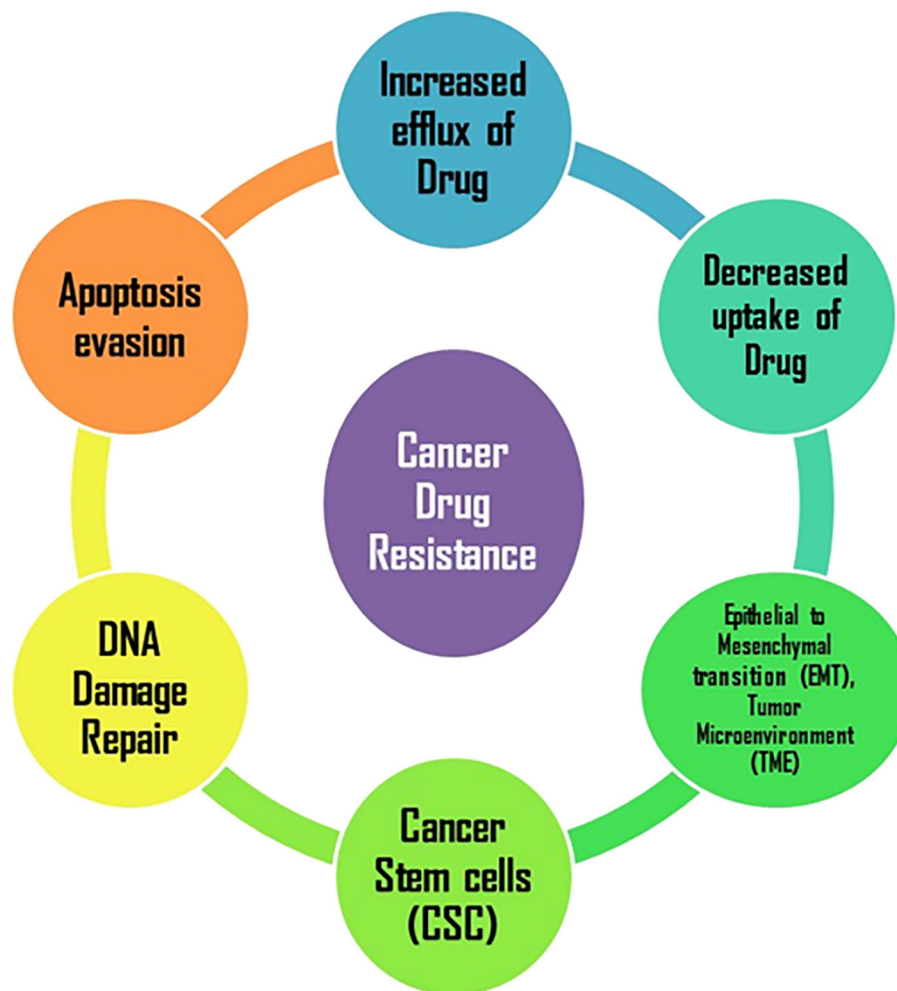 Increased
efflux of
Drug
Decreased
uptake of
Drug
Epithelial to
Mesenchymal
transition (EMT),
Tumor
Microenvironment
(TME)
Cancer
Stem cells
(CSC)
DNA
Damage
Repair
Apoptosis
evasion
Cancer
Drug
Resistance